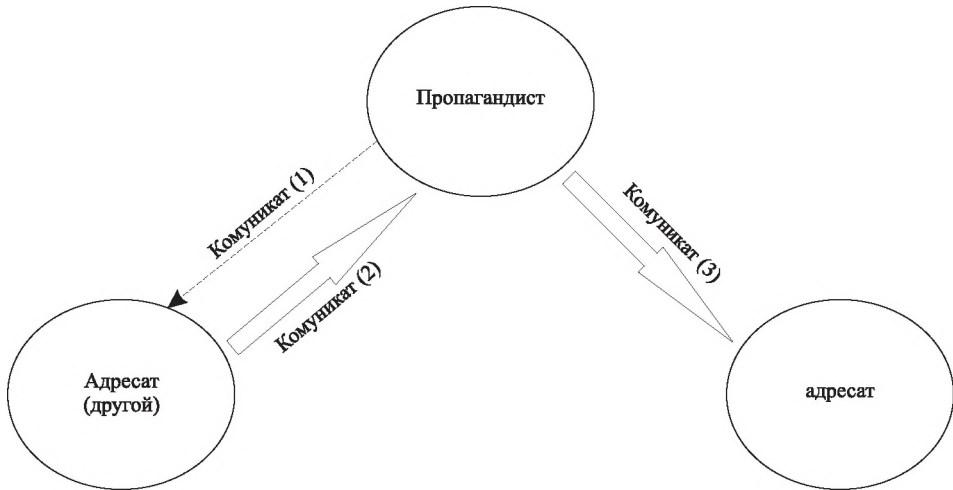 Пропагандист
Комуникат (1)
Комуникат (2)
Комуникат (3)
Адресат
(другой)
адресат